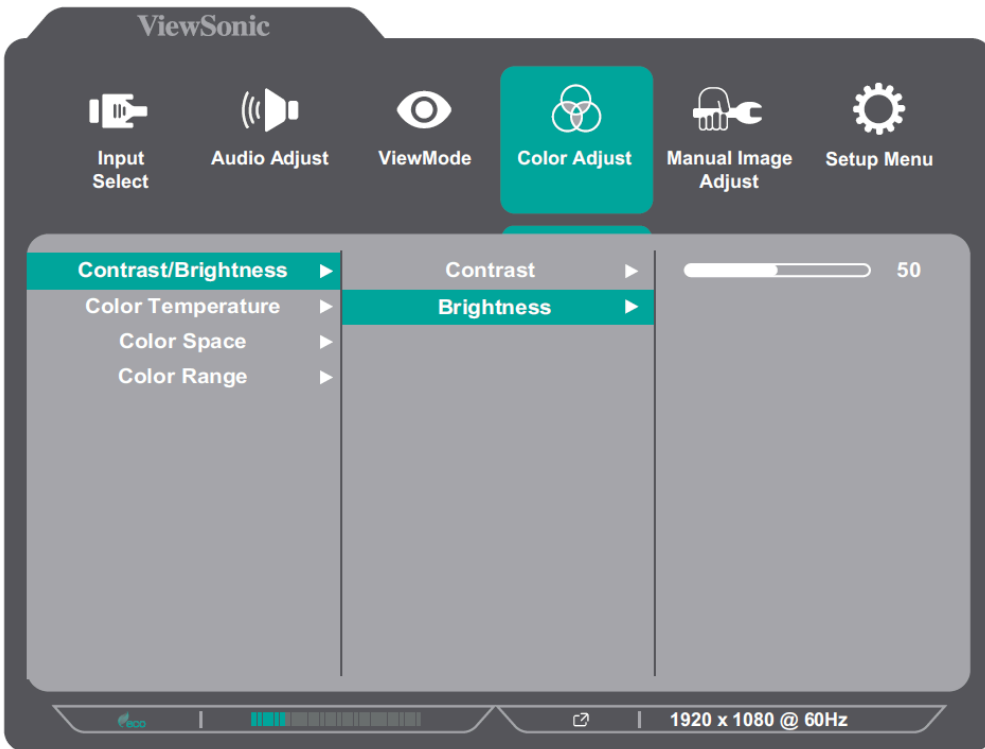 ViewSonic
Input
Select
Audio Adjust
ViewMode
Color Adjust
Manual Image
Adjust
Setup Menu
Contrast/Brightness
Contrast
50
Color Temperature
Brightness
Color Space
Color Range
eco
1920 x 1080 @ 60Hz